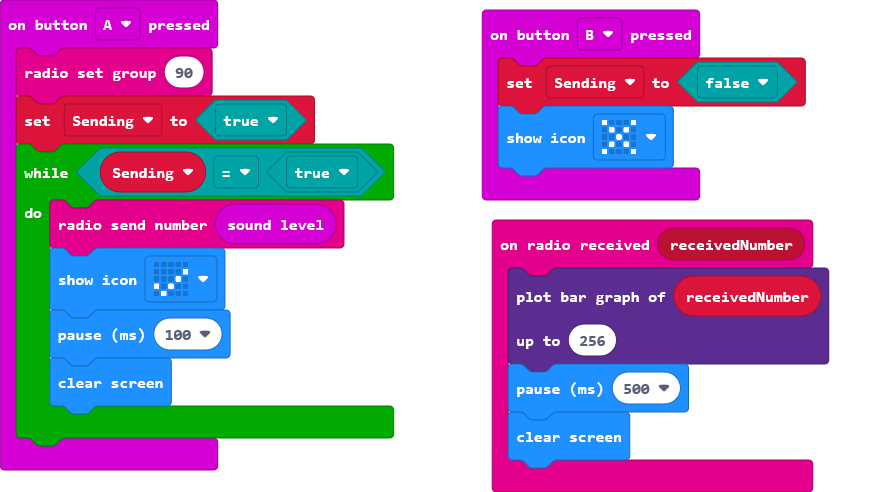 on button A pressed
radio set group 90
set Sending to true
while Sending = true
do
radio send number sound level
show icon
pause (ms) 100
clear screen
on button B pressed
set Sending to false
show icon
on radio received receivedNumber
plot bar graph of receivedNumber
up to 256
pause (ms) 500
clear screen